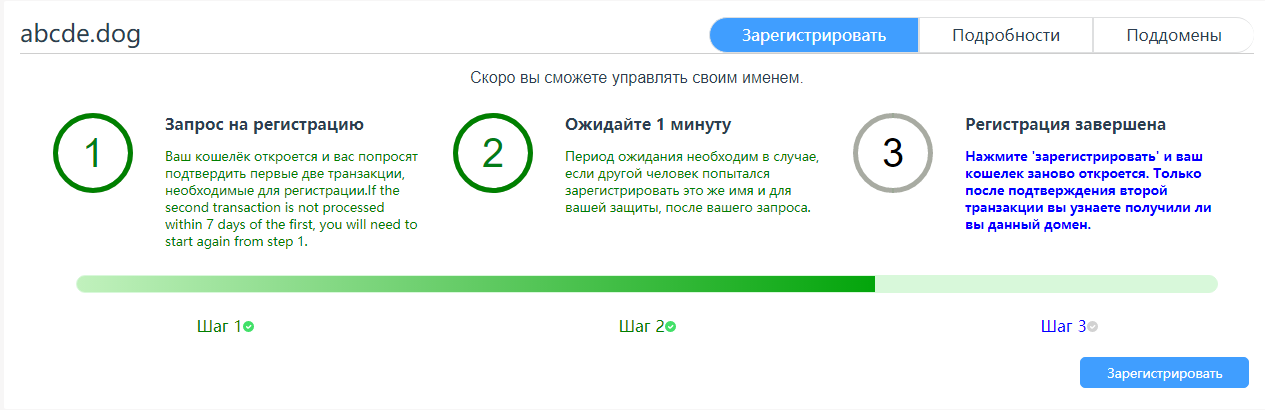 abcde.dog
Зарегистрировать
Подробности
Поддомены
Скоро вы сможете управлять своим именем.
1
Запрос на регистрацию
Ваш кошелёк откроется и вас попросят
подтвердить первые две транзакции,
необходимые для регистрации.If the
second transaction is not processed
within 7 days of the first, you will need to
start again from step 1.
2
Ожидайте 1 минуту
Период ожидания необходим в случае,
если другой человек попытался
зарегистрировать это же имя и для
вашей защиты, после вашего запроса.
3
Регистрация завершена
Нажмите 'зарегистрировать' и ваш
кошелек заново откроется. Только
после подтверждения второй
транзакции вы узнаете получили ли
вы данный домен.
Шаг 1
Шаг 2
Шаг 3
Зарегистрировать